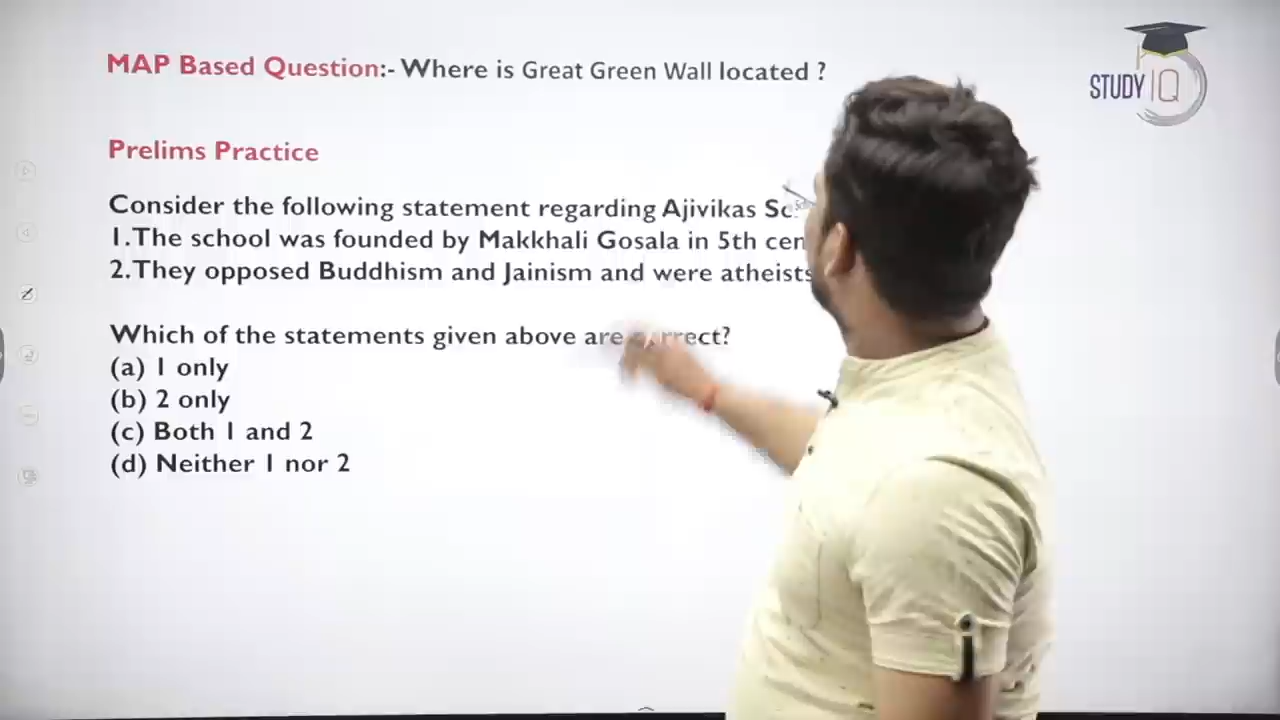 MAP Based Question:- Where is Great Green Wall located ?
STUDY IQ
Prelims Practice
Consider the following statement regarding Ajivikas
1.The school was founded by Makkhali Gosala in 5th
2.They opposed Buddhism and Jainism and were atheists
Which of the statements given above are correct?
(a) 1 only
(b) 2 only
(c) Both 1 and 2
(d) Neither 1 nor 2